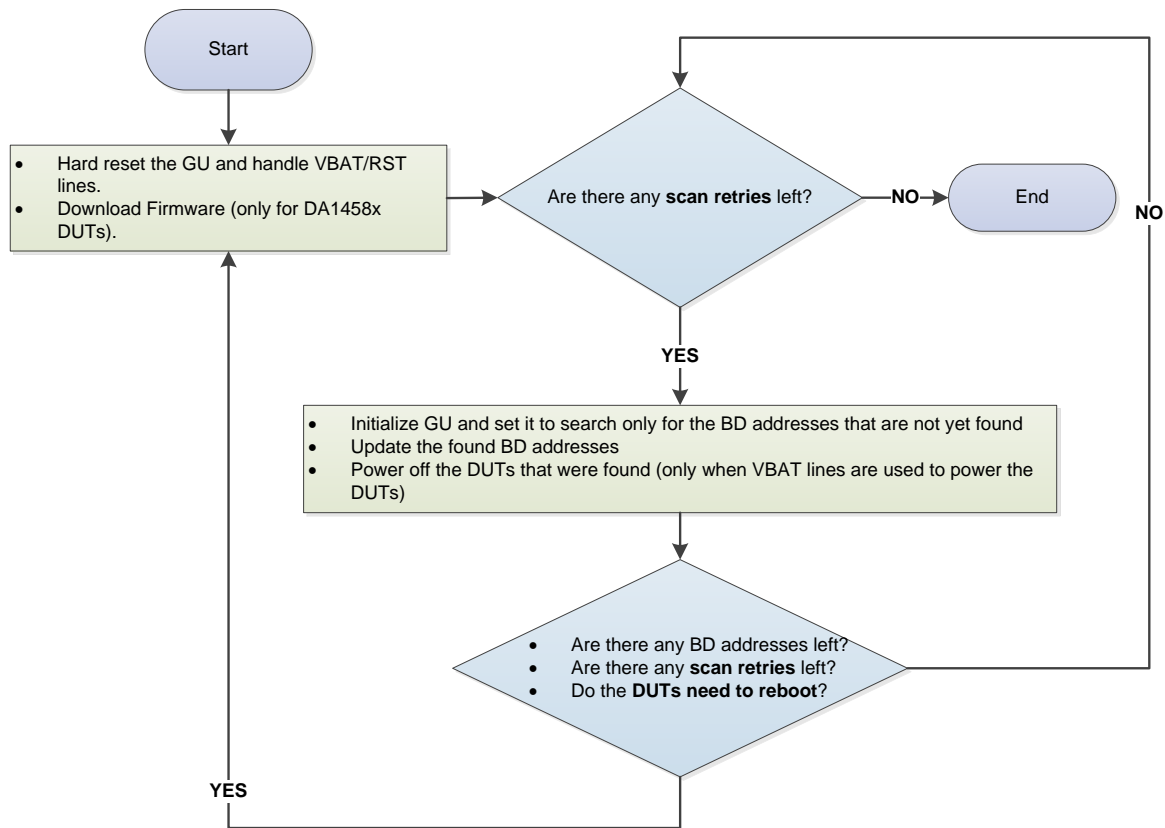 Start
• Hard reset the GU and handle VBAT/RST
lines.
• Download Firmware (only for DA1458x
DUTs).
Are there any scan retries left?
NO
End
NO
YES
• Initialize GU and set it to search only for the BD addresses that are not yet found
• Update the found BD addresses
• Power off the DUTs that were found (only when VBAT lines are used to power the
DUTs)
• Are there any BD addresses left?
• Are there any scan retries left?
• Do the DUTs need to reboot?
YES